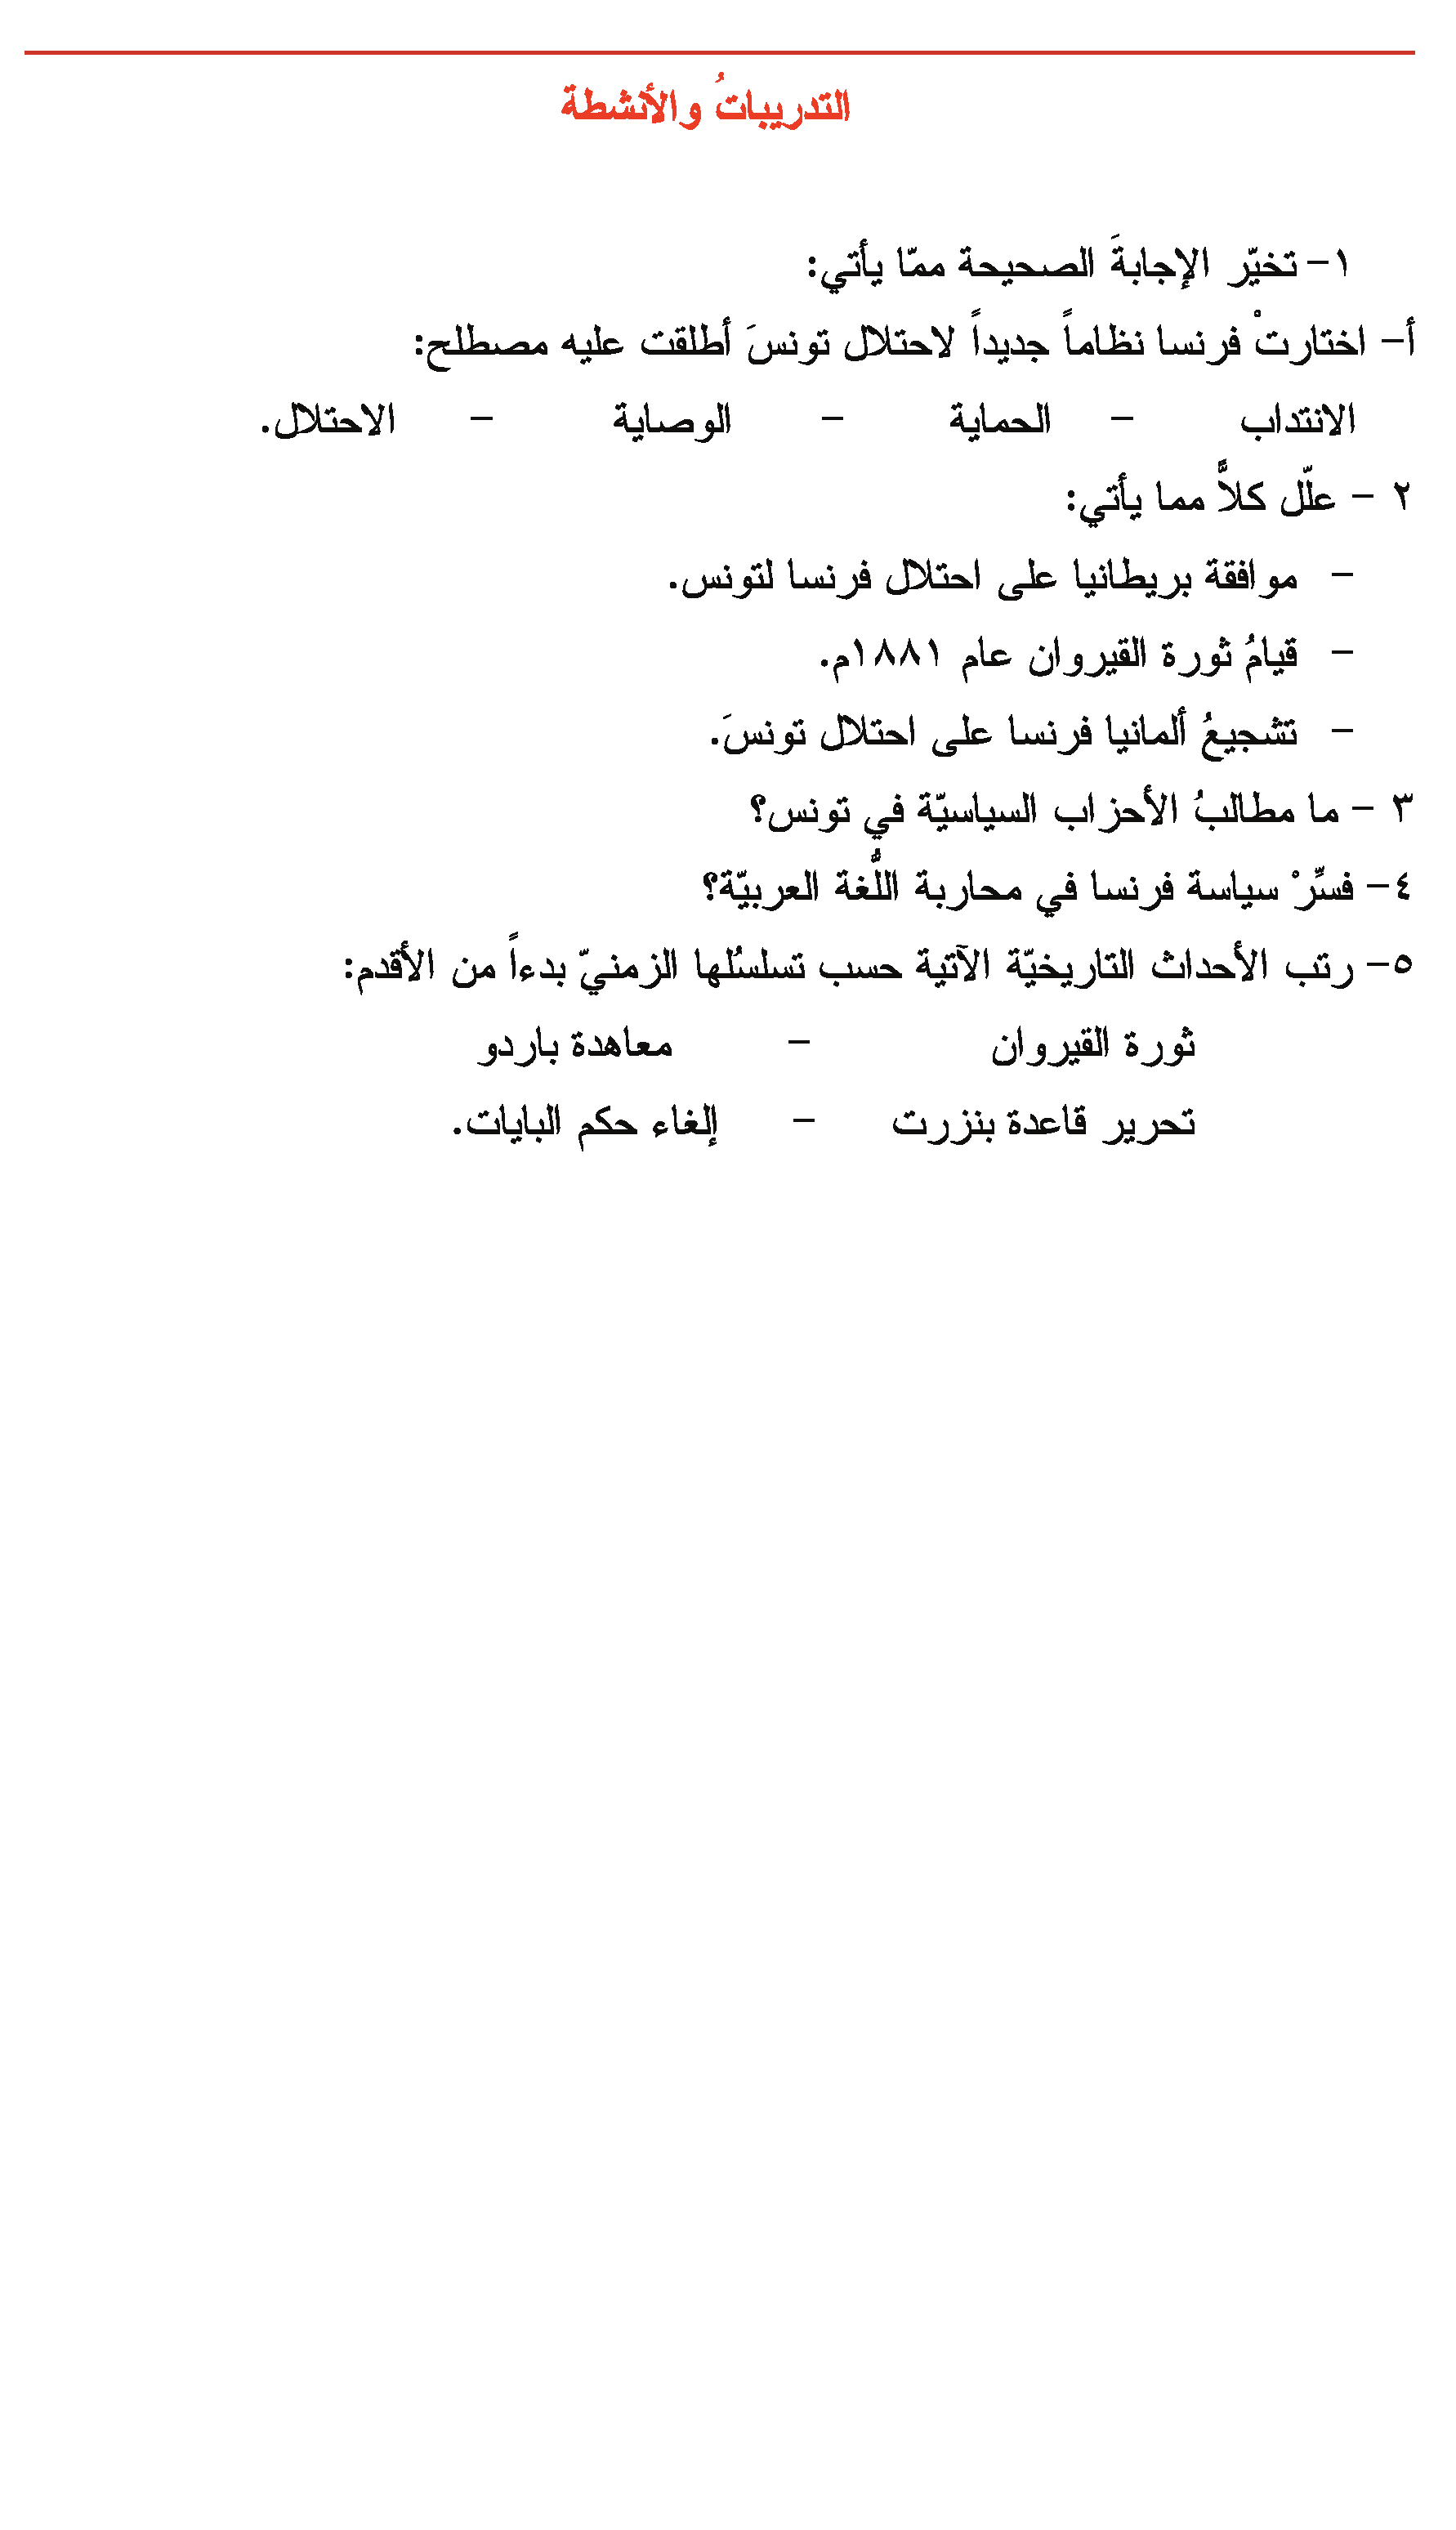 التدريباتُ والأنشطة
١- تخيّر الإجابةَ الصحيحة ممّا يأتي:
أ- اختارتْ فرنسا نظاماً جديداً لاحتلال تونسَ أطلقت عليه مصطلح:
الانتداب - الحماية - الوصاية - الاحتلال.
٢ - علّل كلاًّ مما يأتي:
- موافقة بريطانيا على احتلال فرنسا لتونس.
- قيامُ ثورة القيروان عام ١٨٨١م.
- تشجيعُ ألمانيا فرنسا على احتلال تونسَ.
٣ - ما مطالبُ الأحزاب السياسيّة في تونس؟
٤- فسِّرْ سياسة فرنسا في محاربة اللُّغة العربيّة؟
٥- رتب الأحداث التاريخيّة الآتية حسب تسلسُلها الزمنيّ بدءاً من الأقدم:
ثورة القيروان - معاهدة باردو
تحرير قاعدة بنزرت - إلغاء حكم البايات.